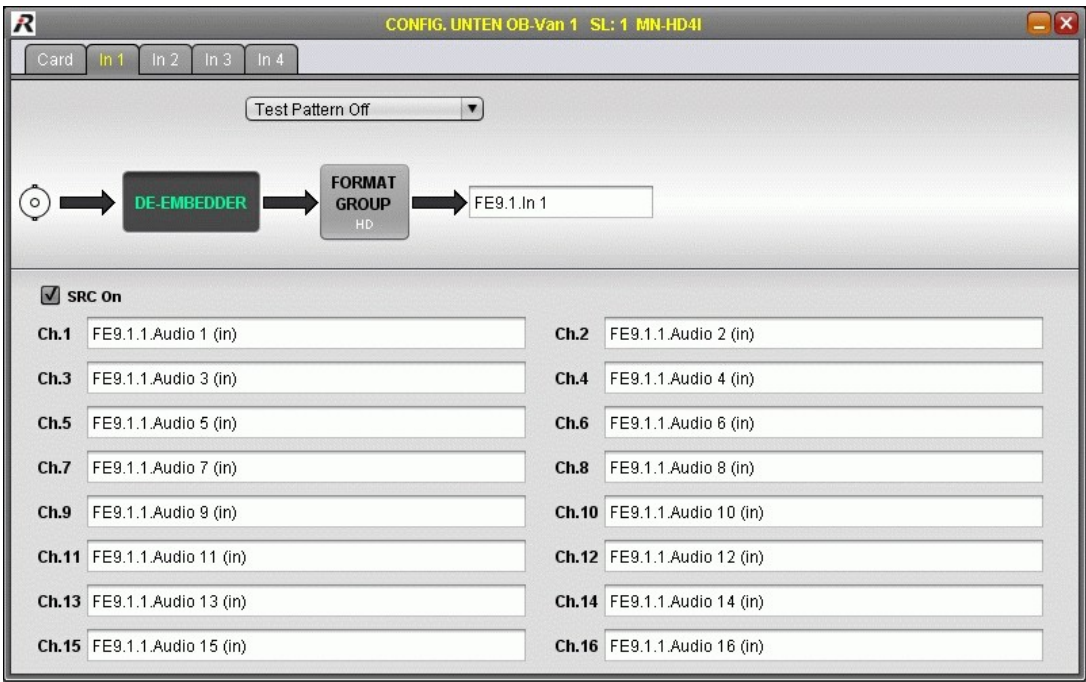 R CONFIG. UNTEN OB-Van 1 SL: 1 MN-HD4I
Card In 1 In 2 In 3 In 4
Test Pattern Off
DE-EMBEDDER
FORMAT
GROUP
HD
FE9.1.In 1
SRC On
Ch.1 FE9.1.1.Audio 1 (in) Ch.2 FE9.1.1.Audio 2 (in)
Ch.3 FE9.1.1.Audio 3 (in) Ch.4 FE9.1.1.Audio 4 (in)
Ch.5 FE9.1.1.Audio 5 (in) Ch.6 FE9.1.1.Audio 6 (in)
Ch.7 FE9.1.1.Audio 7 (in) Ch.8 FE9.1.1.Audio 8 (in)
Ch.9 FE9.1.1.Audio 9 (in) Ch.10 FE9.1.1.Audio 10 (in)
Ch.11 FE9.1.1.Audio 11 (in) Ch.12 FE9.1.1.Audio 12 (in)
Ch.13 FE9.1.1.Audio 13 (in) Ch.14 FE9.1.1.Audio 14 (in)
Ch.15 FE9.1.1.Audio 15 (in) Ch.16 FE9.1.1.Audio 16 (in)